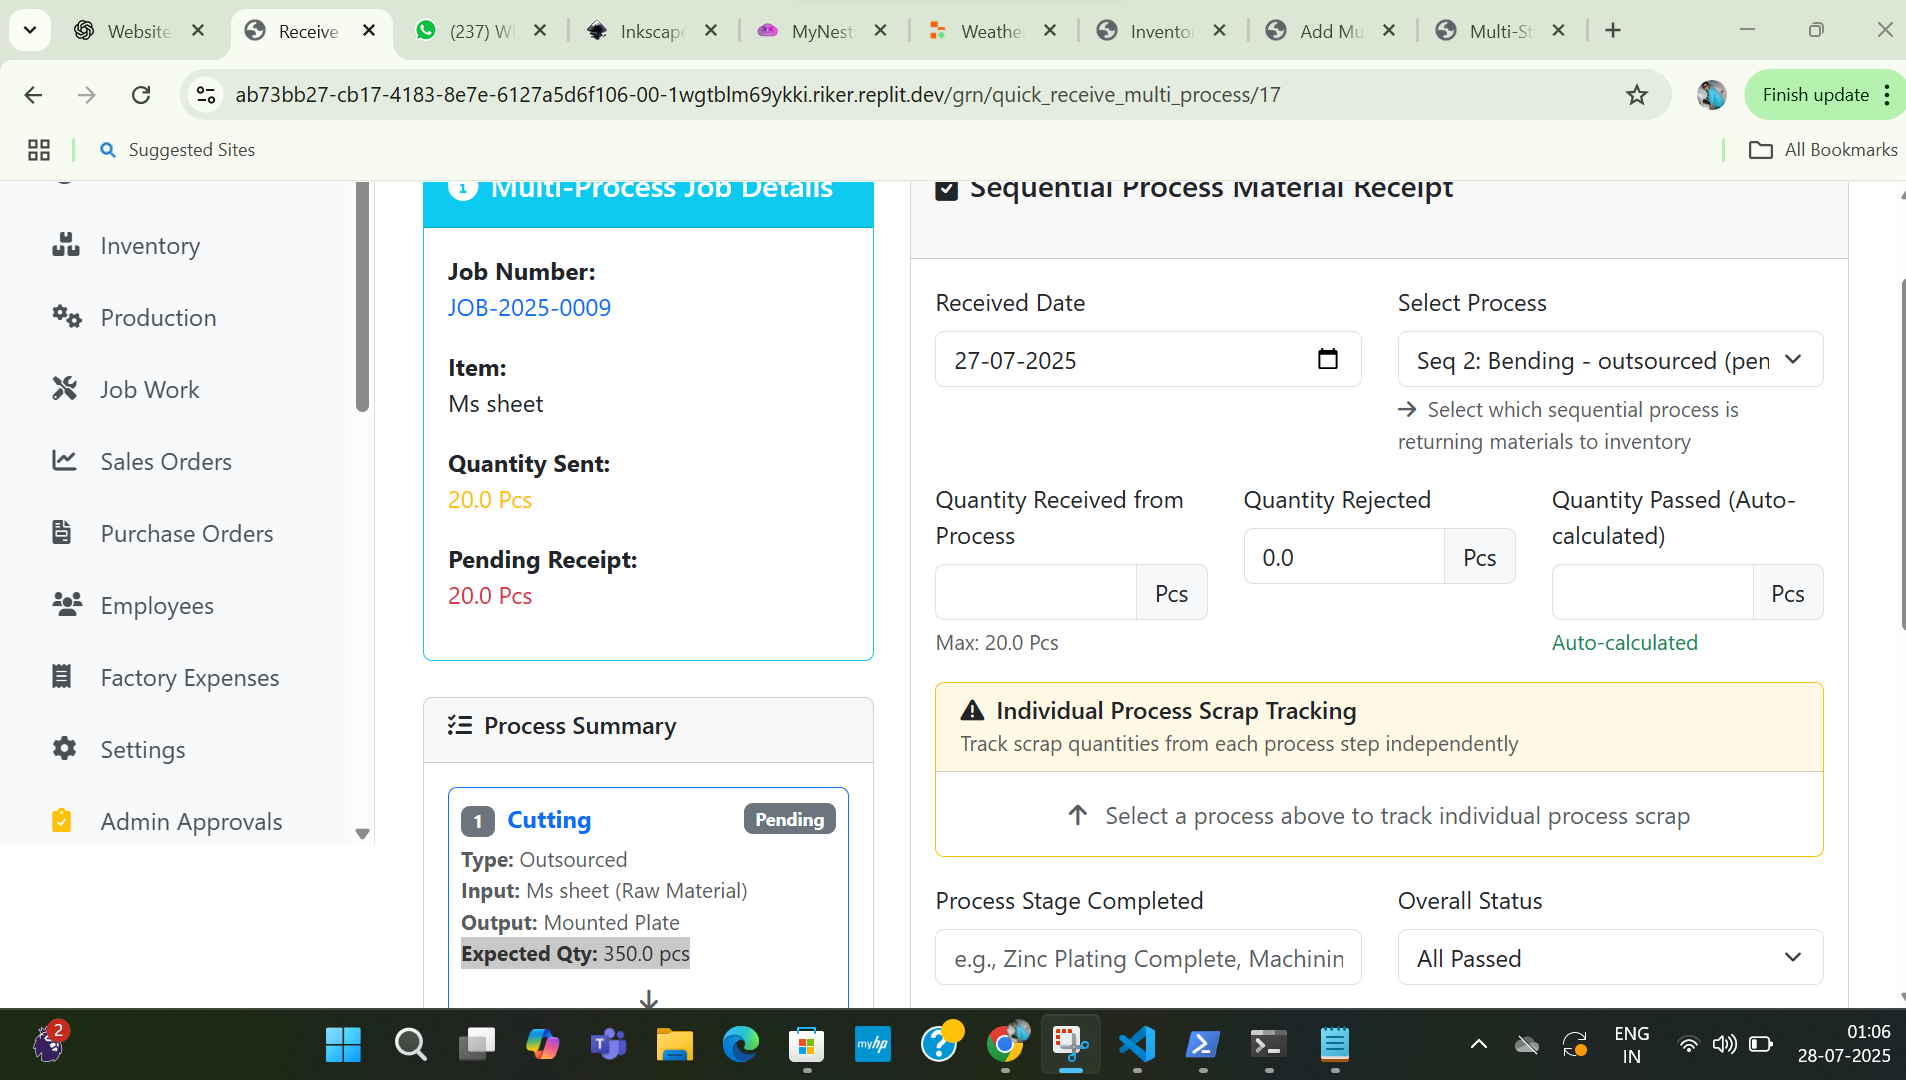 Website
Receive
(237) W
Inkscape
MyNest
Weather
Invento
Add Mu
Multi-St
ab73bb27-cb17-4183-8e7e-6127a5d6f106-00-1wgtblm69ykki.riker.replit.dev/grn/quick_receive_multi_process/17
Finish update
Suggested Sites
All Bookmarks
Inventory
Production
Job Work
Sales Orders
Purchase Orders
Employees
Factory Expenses
Settings
Admin Approvals
Multi-Process Job Details
Job Number:
JOB-2025-0009
Item:
Ms sheet
Quantity Sent:
20.0 Pcs
Pending Receipt:
20.0 Pcs
Process Summary
1 Cutting Pending
Type: Outsourced
Input: Ms sheet (Raw Material)
Output: Mounted Plate
Expected Qty: 350.0 pcs
Sequential Process Material Receipt
Received Date
27-07-2025
Select Process
Seq 2: Bending - outsourced (pen
Select which sequential process is
returning materials to inventory
Quantity Received from
Process
Pcs
Max: 20.0 Pcs
Quantity Rejected
0.0 Pcs
Quantity Passed (Auto-
calculated)
Pcs
Auto-calculated
Individual Process Scrap Tracking
Track scrap quantities from each process step independently
Select a process above to track individual process scrap
Process Stage Completed
e.g., Zinc Plating Complete, Machinin
Overall Status
All Passed
2
myhp
ENG
IN
01:06
28-07-2025